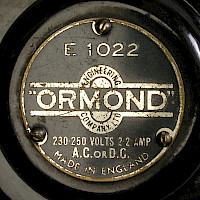 E 1022
ENGINEERING
"ORMOND"
COMPANY. LTD
230-250 VOLTS 2·2 AMP
A.C. OR D.C.
MADE IN ENGLAND